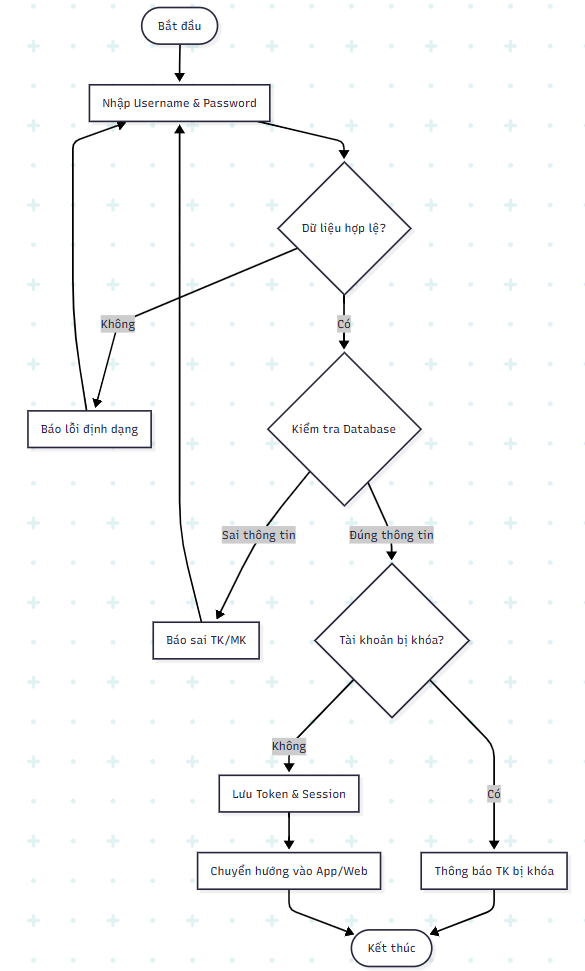 Bắt đầu
Nhập Username & Password
Dữ liệu hợp lệ?
Không
Có
Báo lỗi định dạng
Kiểm tra Database
Sai thông tin
Đúng thông tin
Báo sai TK/MK
Tài khoản bị khóa?
Không
Lưu Token & Session
Có
Chuyển hướng vào App/Web
Thông báo TK bị khóa
Kết thúc